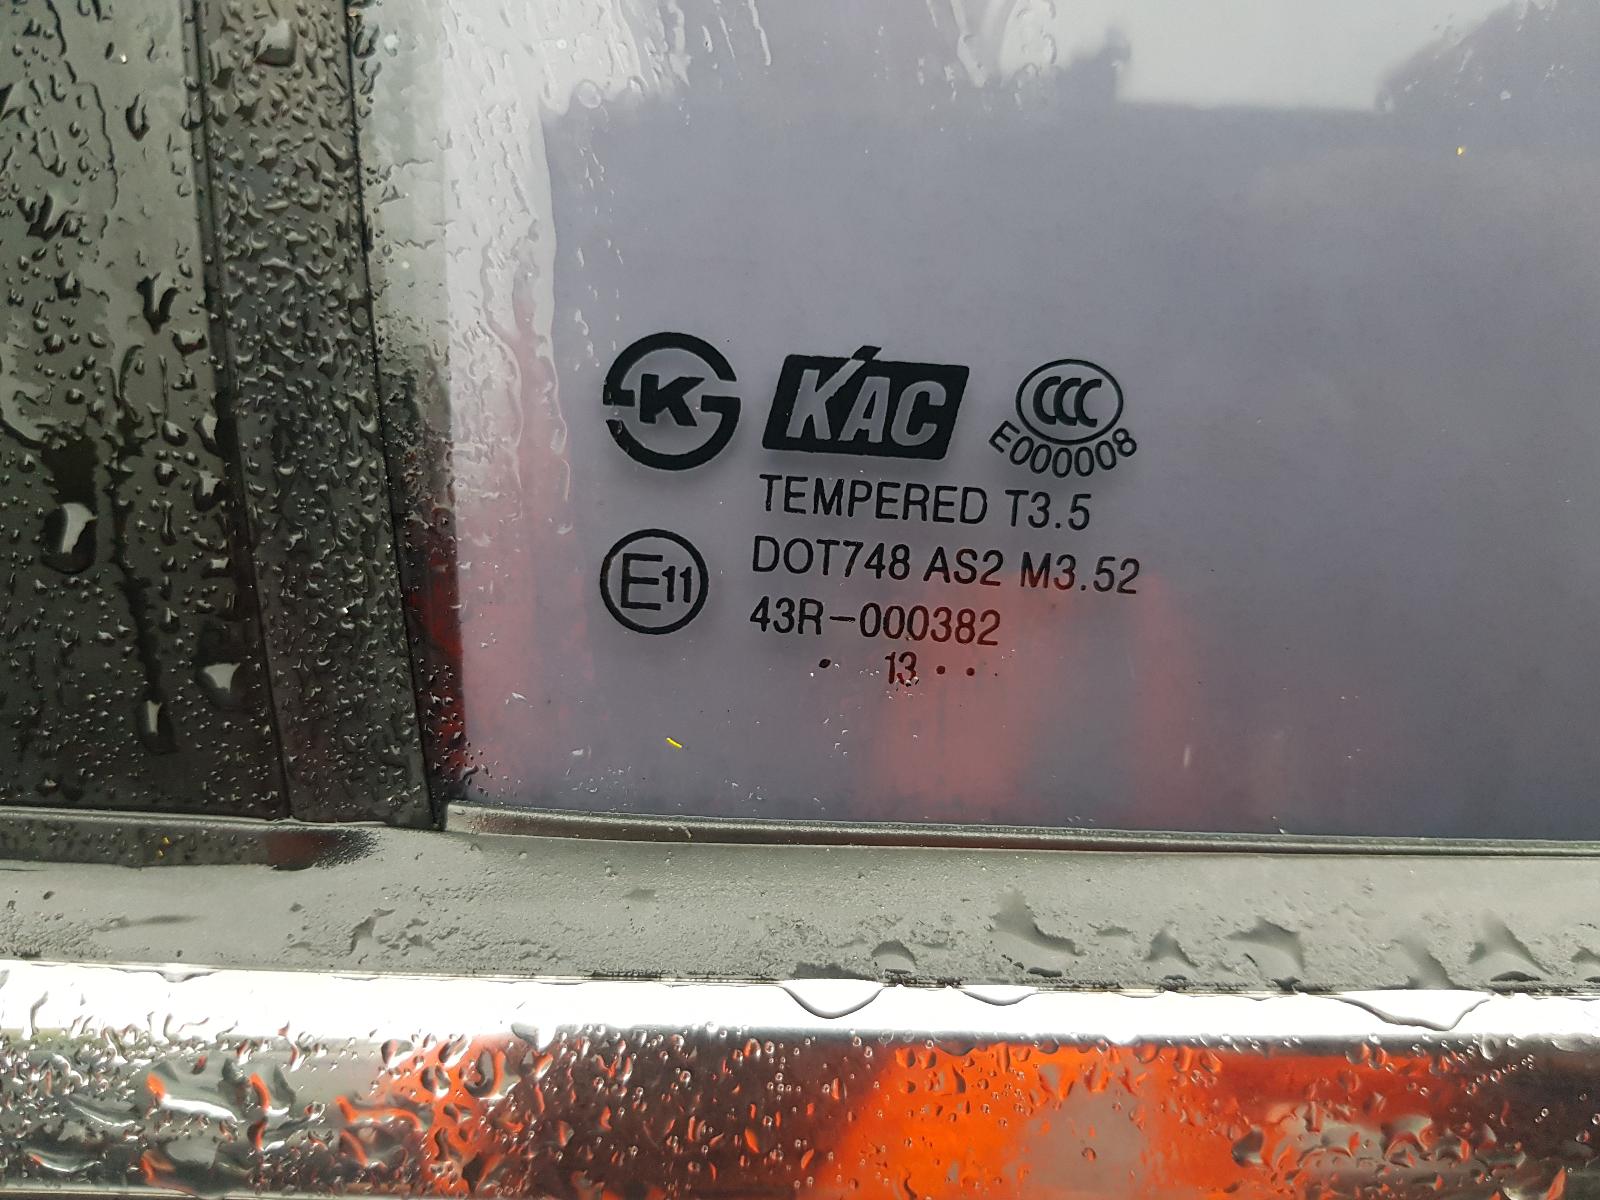 K KAC CCC
E000008
TEMPERED T3.5
E11 DOT748 AS2 M3.52
43R-000382
. 13 . .